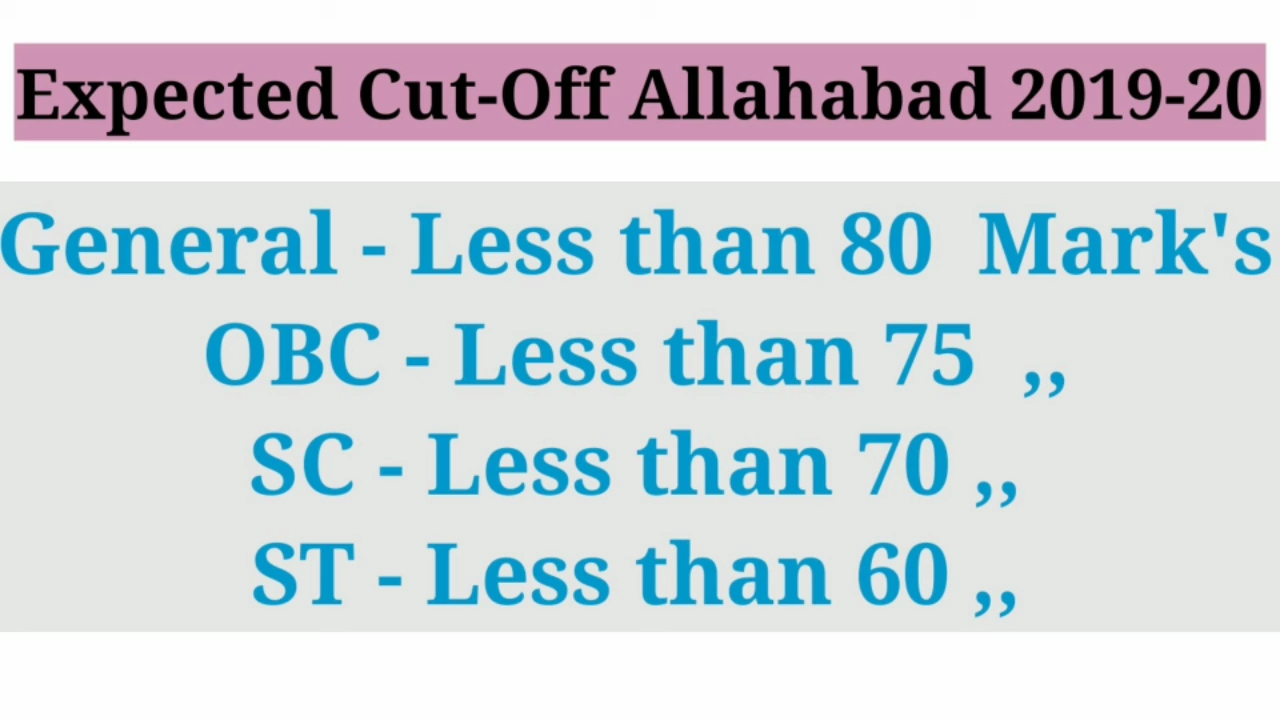 Expected Cut-Off Allahabad 2019-20
General - Less than 80 Mark's
OBC - Less than 75 ,,
SC - Less than 70 ,,
ST - Less than 60 ,,